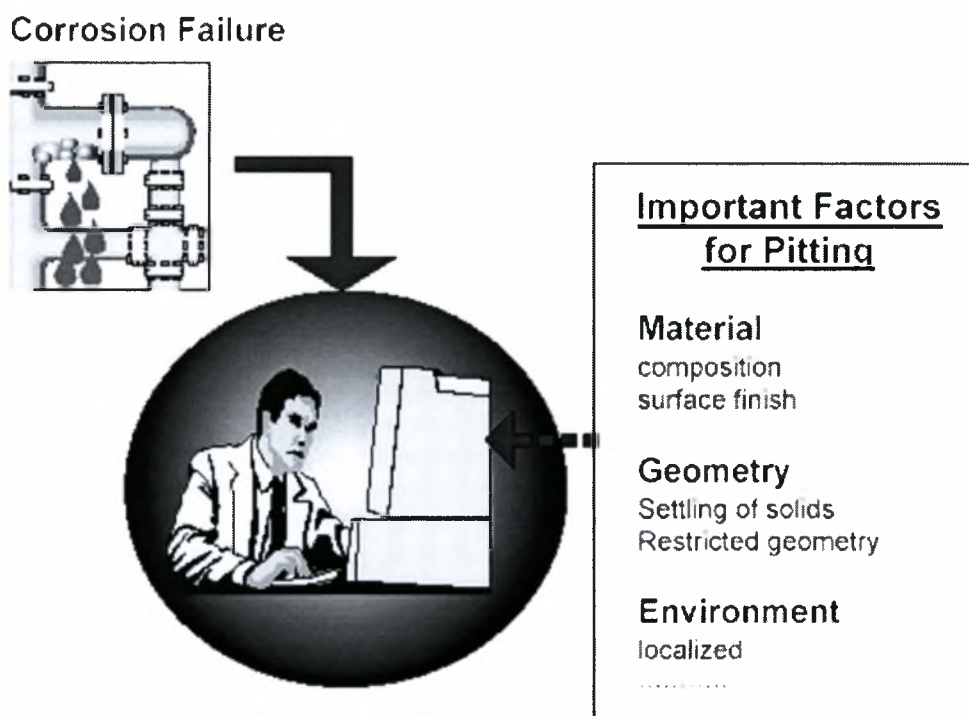 Corrosion Failure
Important Factors
for Pitting
Material
composition
surface finish
Geometry
Settling of solids
Restricted geometry
Environment
localized
...........